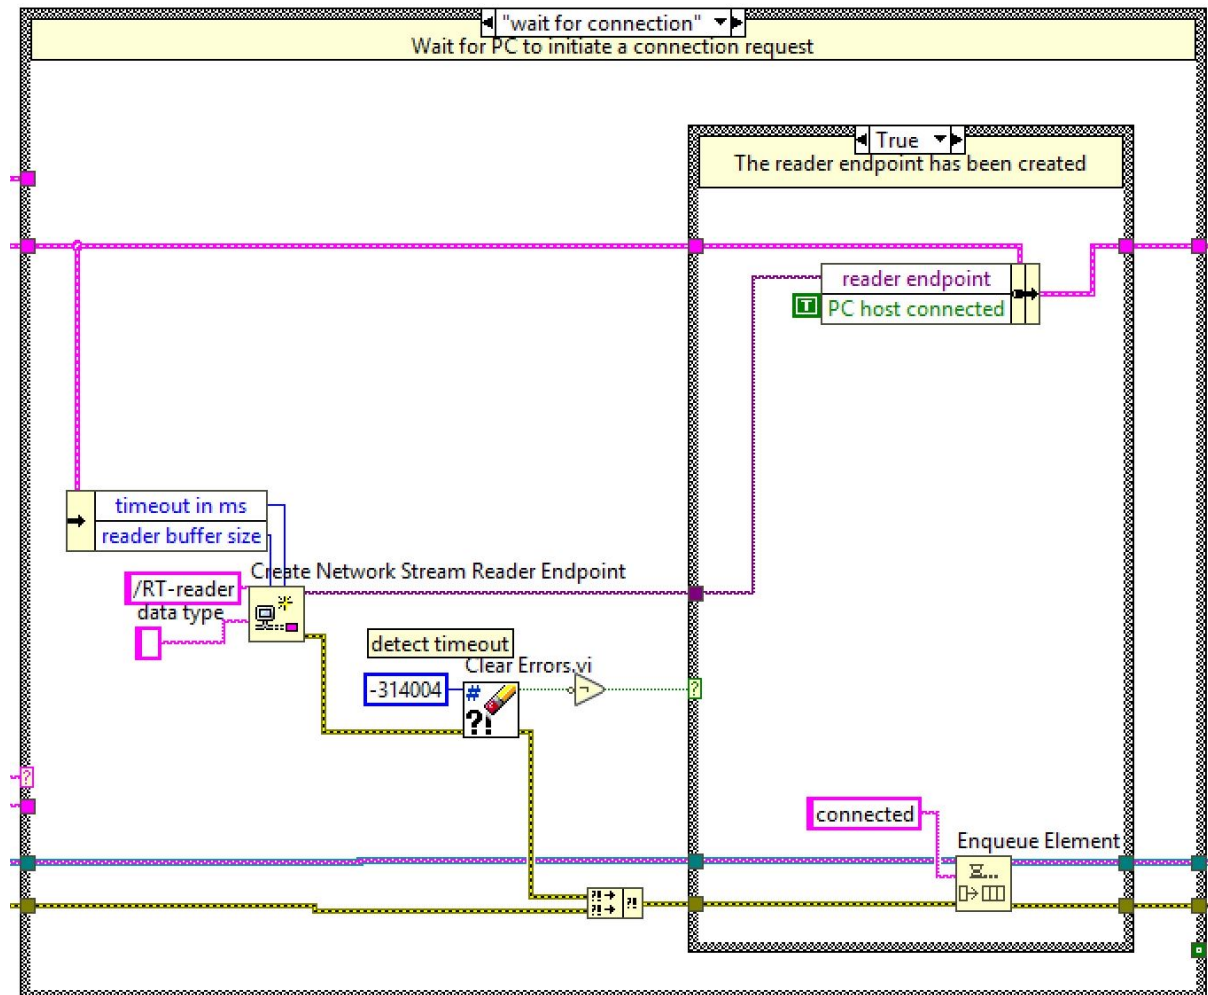 "wait for connection"
Wait for PC to initiate a connection request
True
The reader endpoint has been created
reader endpoint
T
PC host connected
timeout in ms
reader buffer size
Create Network Stream Reader Endpoint
/RT-reader
data type
detect timeout
Clear Errors.vi
-314004
#
?!
?
?
connected
Enqueue Element
?!
?!
?!